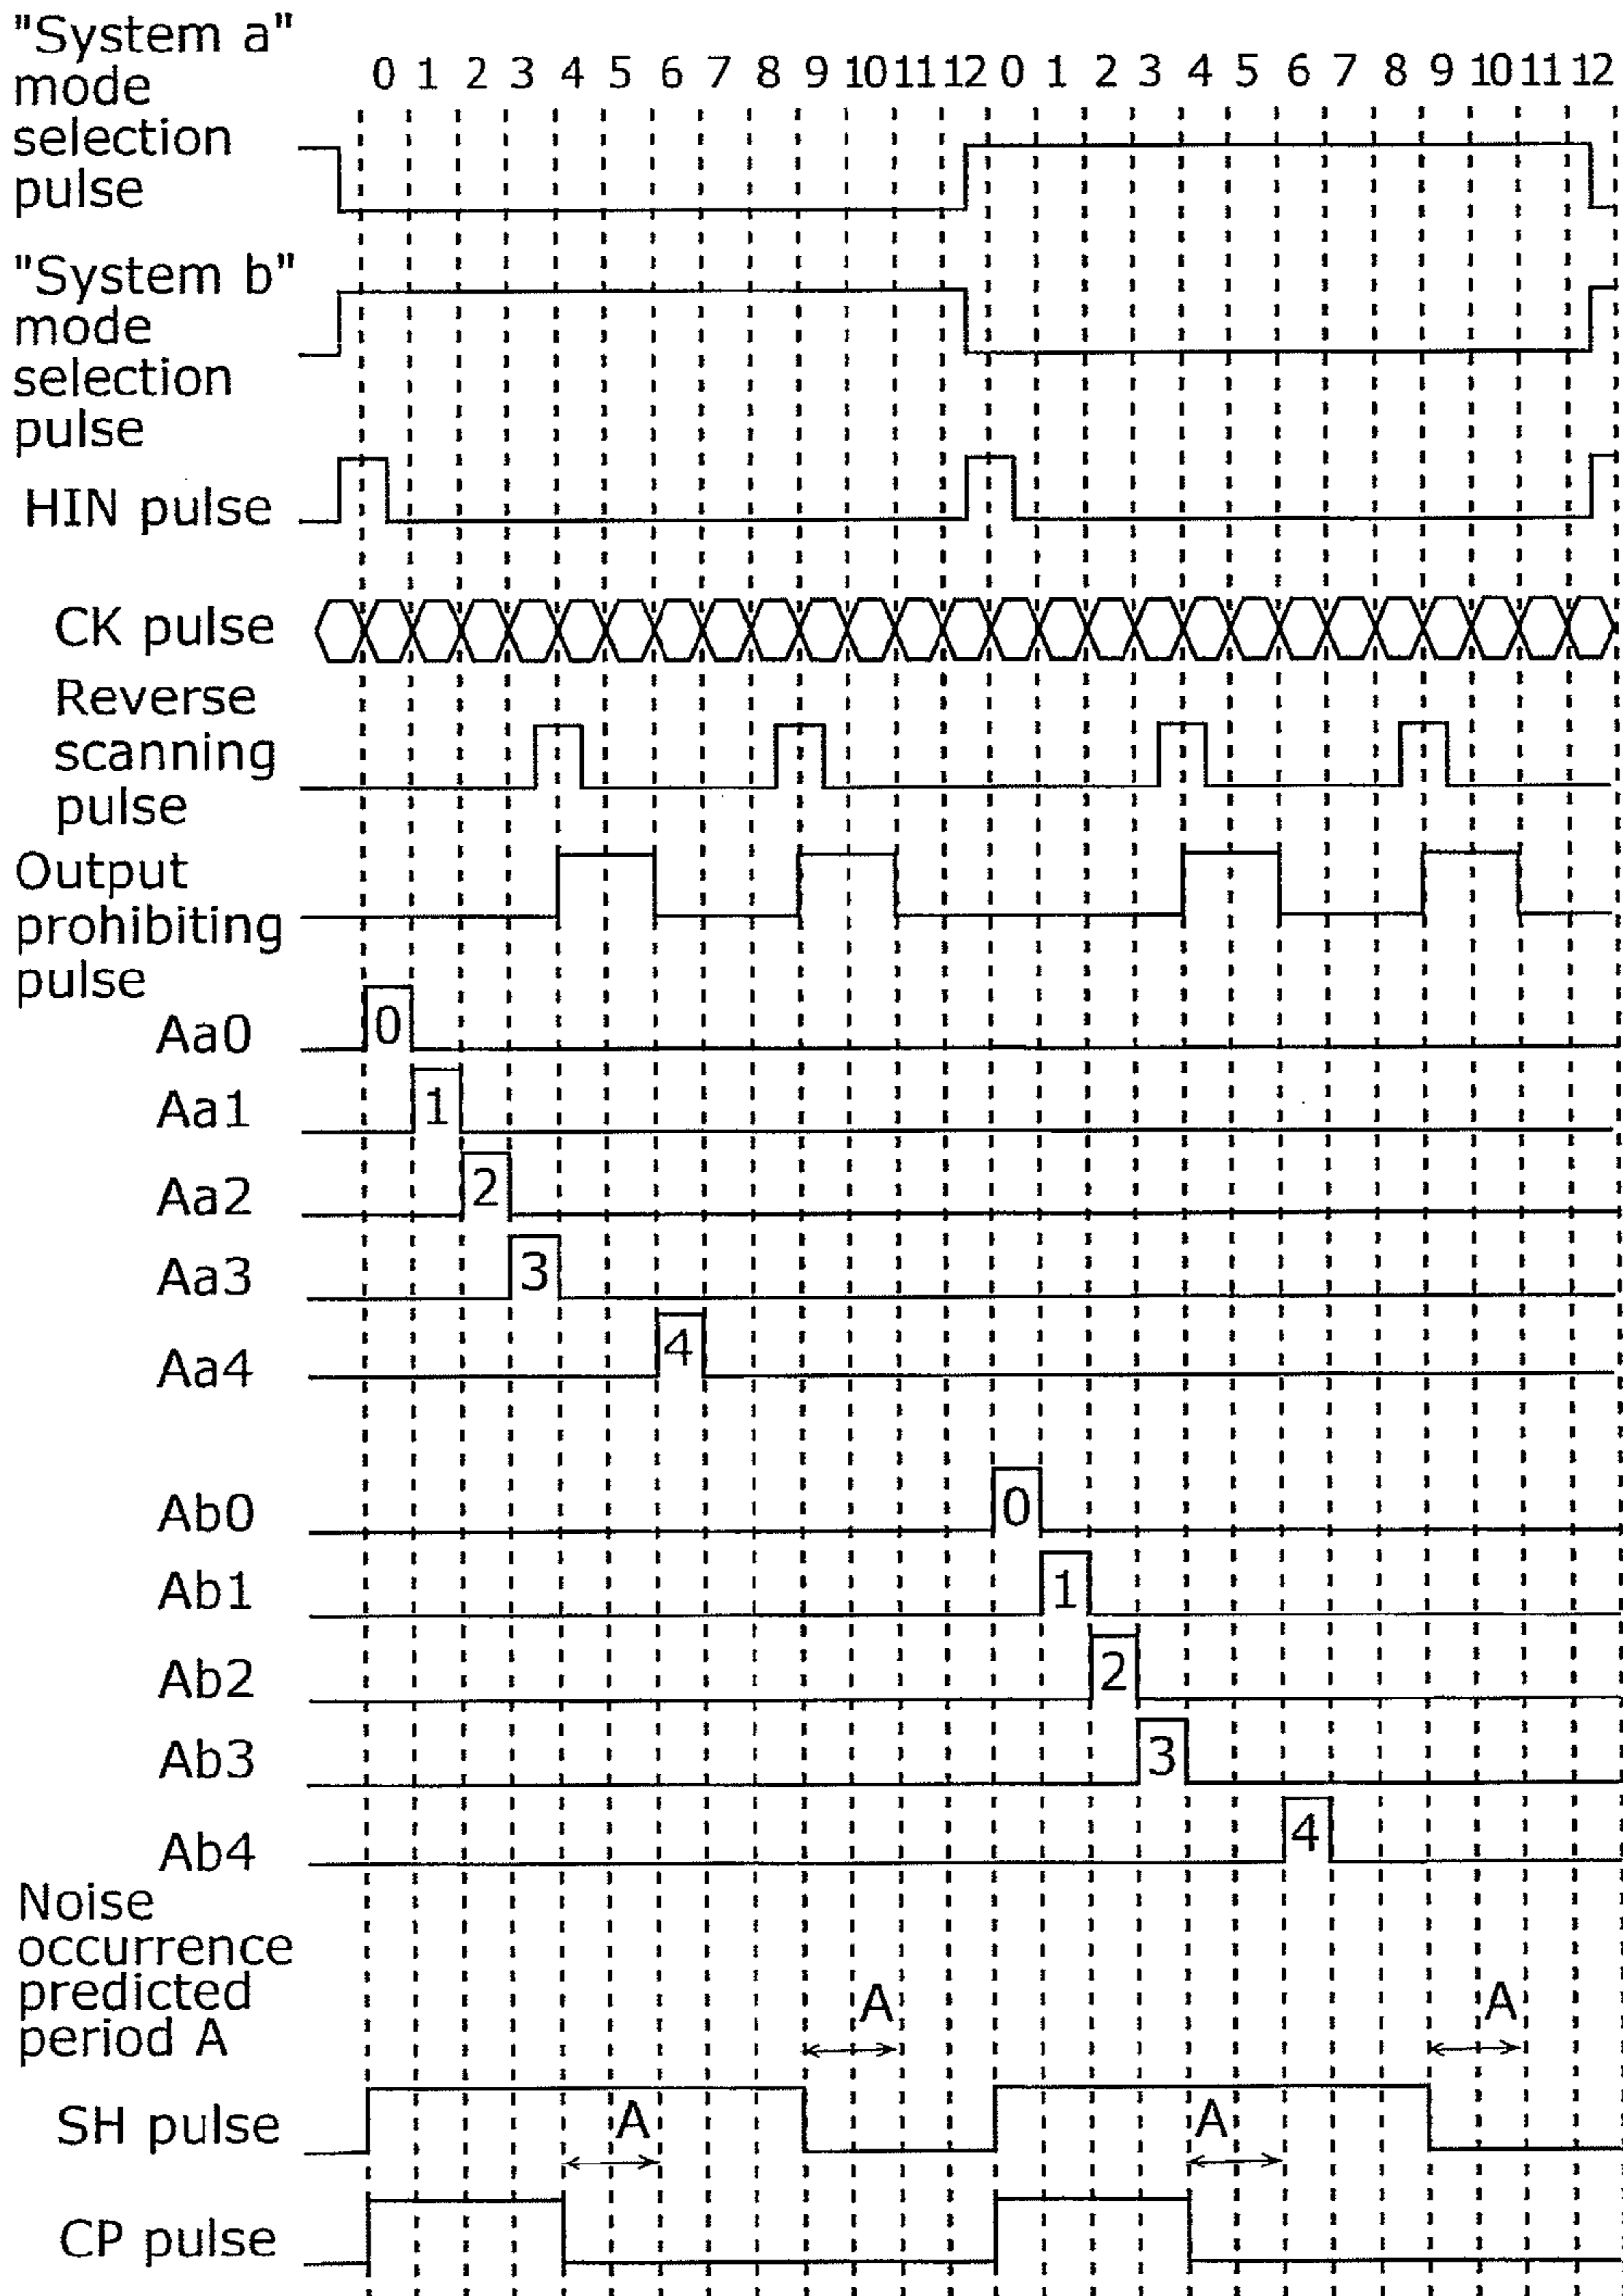 "System a"
mode
selection
pulse
0 1 2 3 4 5 6 7 8 9 10 11 12 0 1 2 3 4 5 6 7 8 9 10 11 12
"System b"
mode
selection
pulse
HIN pulse
CK pulse
Reverse
scanning
pulse
Output
prohibiting
pulse
Aa0 0
Aa1 1
Aa2 2
Aa3 3
Aa4 4
Ab0 0
Ab1 1
Ab2 2
Ab3 3
Ab4 4
Noise
occurrence
predicted
period A
A A
SH pulse
A A
CP pulse